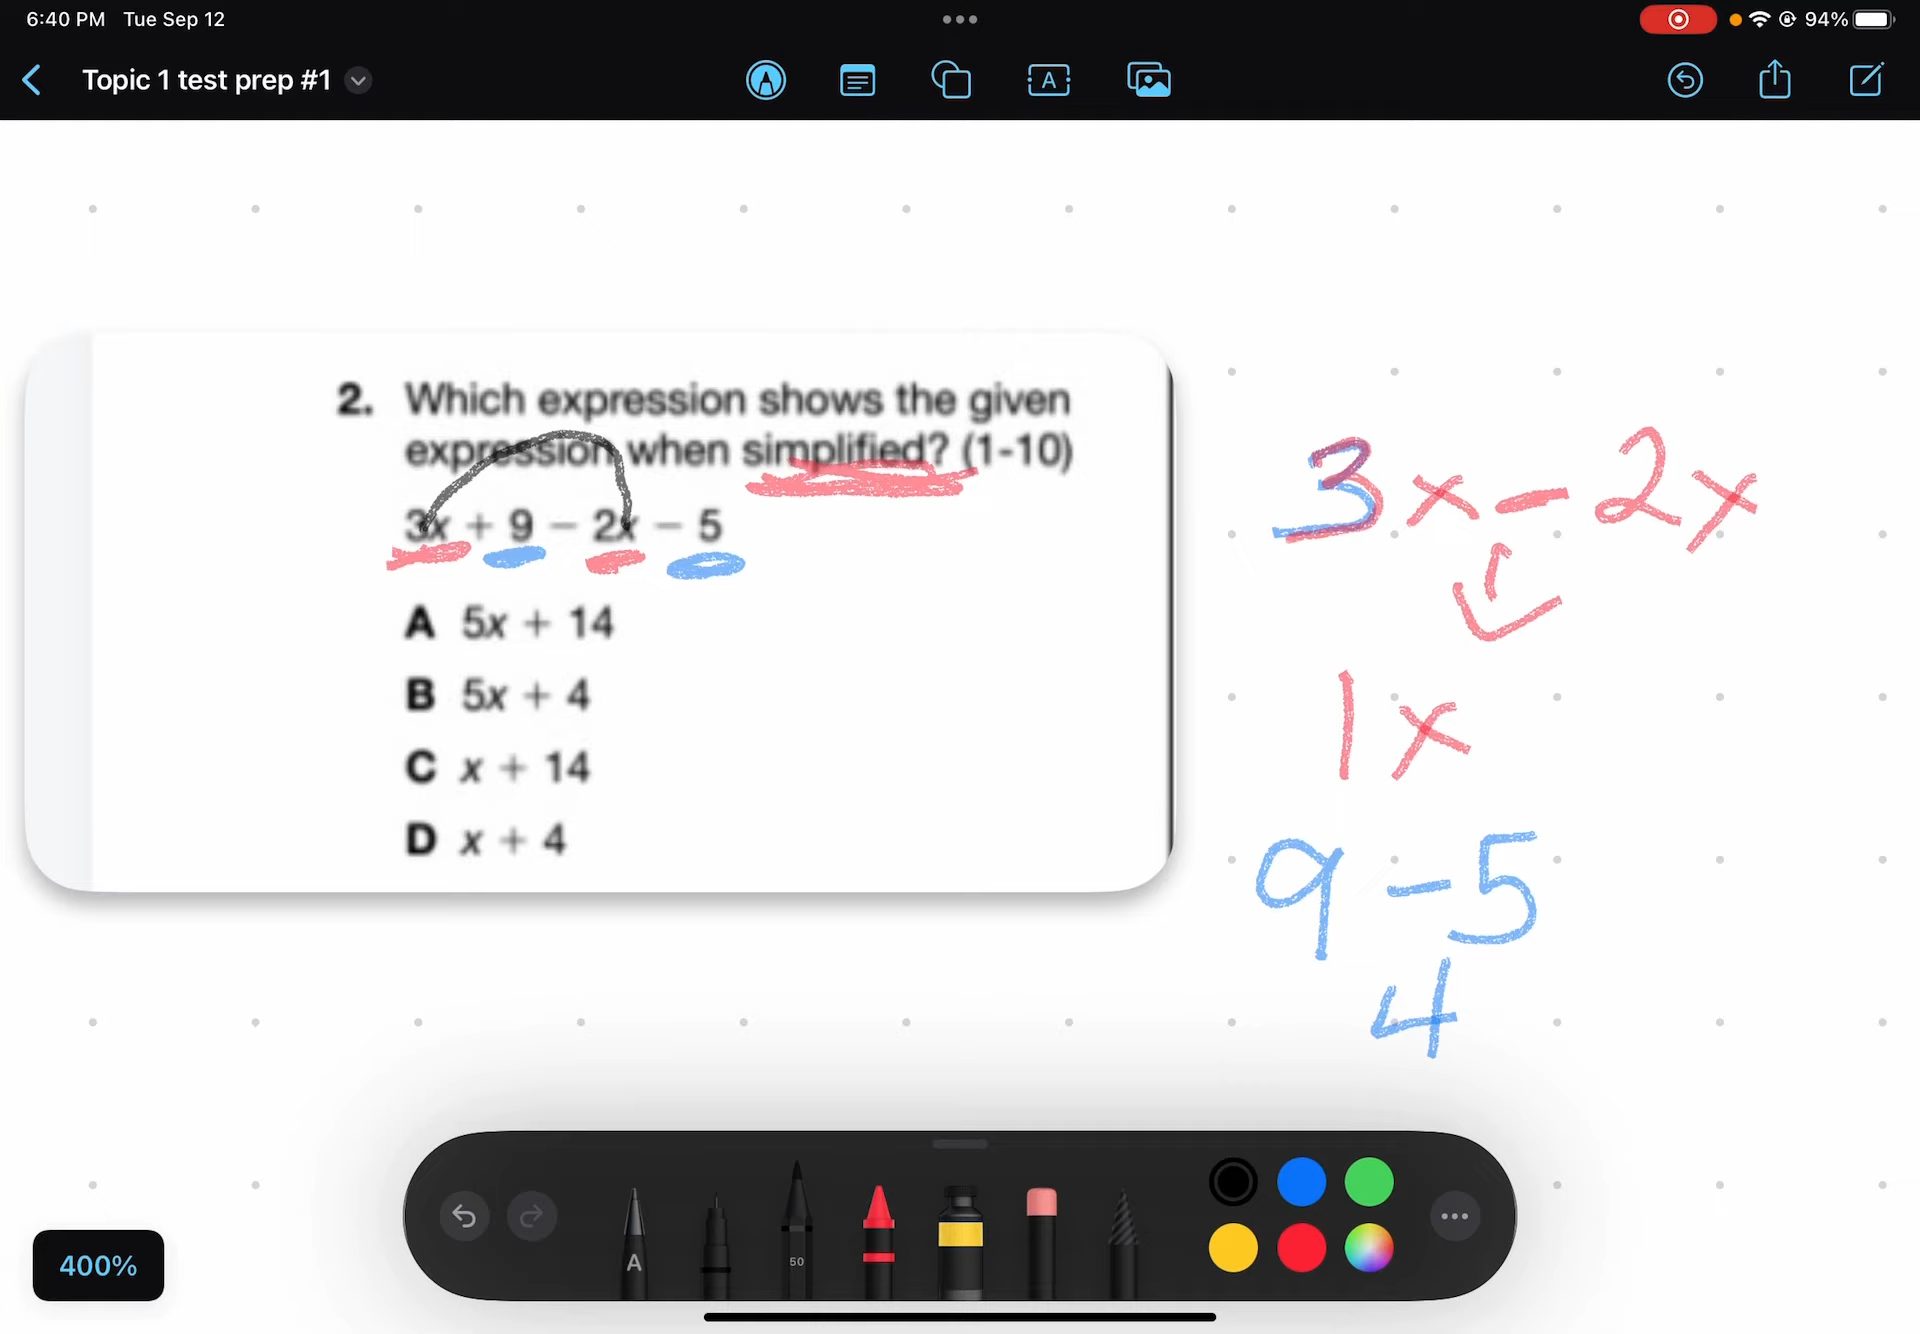 6:40 PM Tue Sep 12
94%
Topic 1 test prep #1
A
2. Which expression shows the given
expression when simplified? (1-10)
3x + 9 − 2x − 5
A 5x + 14
B 5x + 4
C x + 14
D x + 4
3x - 2x
1x
9 - 5
4
A
50
400%